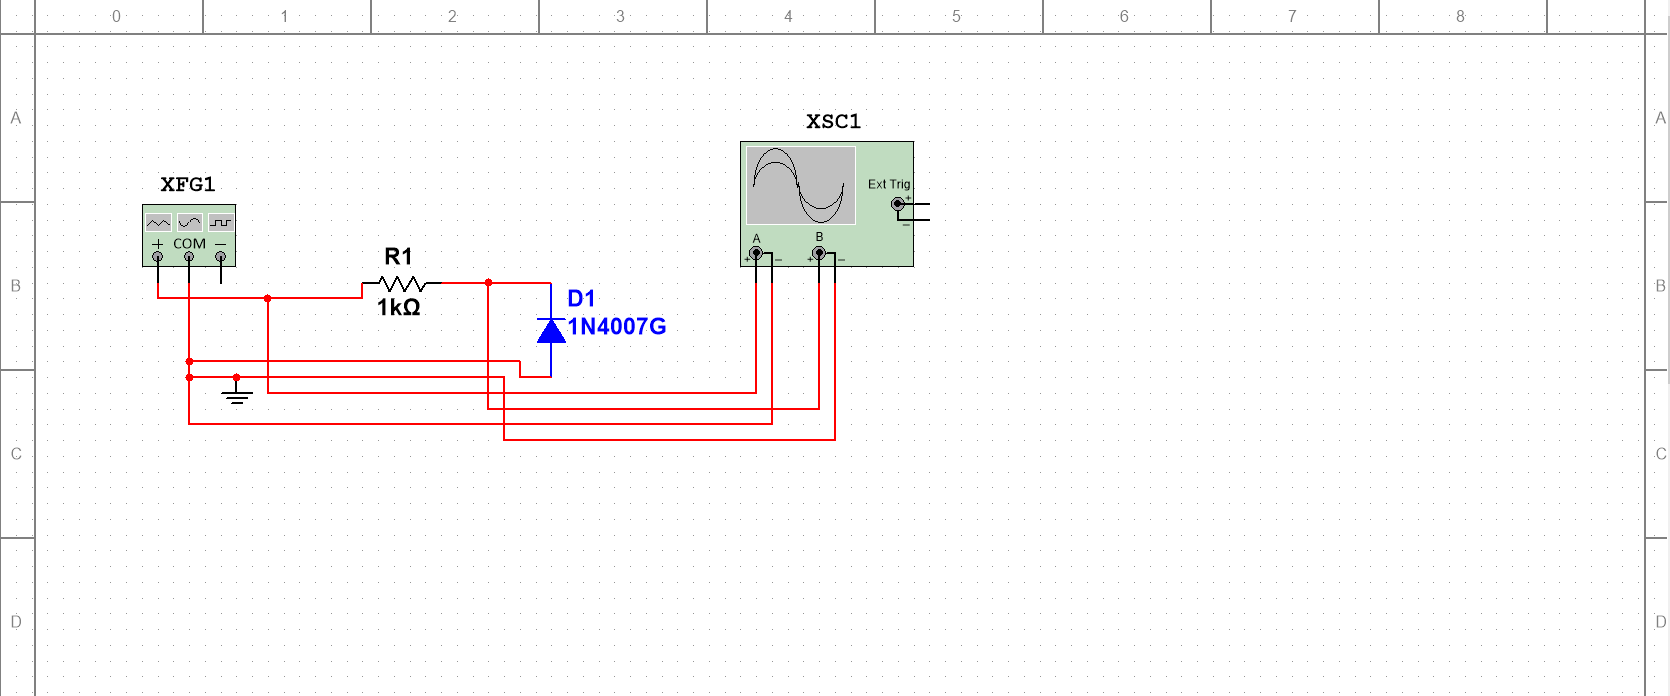 0 1 2 3 4 5 6 7 8
A A
XSC1
Ext Trig
+
−
A B
+ − + −
XFG1
+ COM −
B B
R1
1kΩ
D1
1N4007G
C C
D D